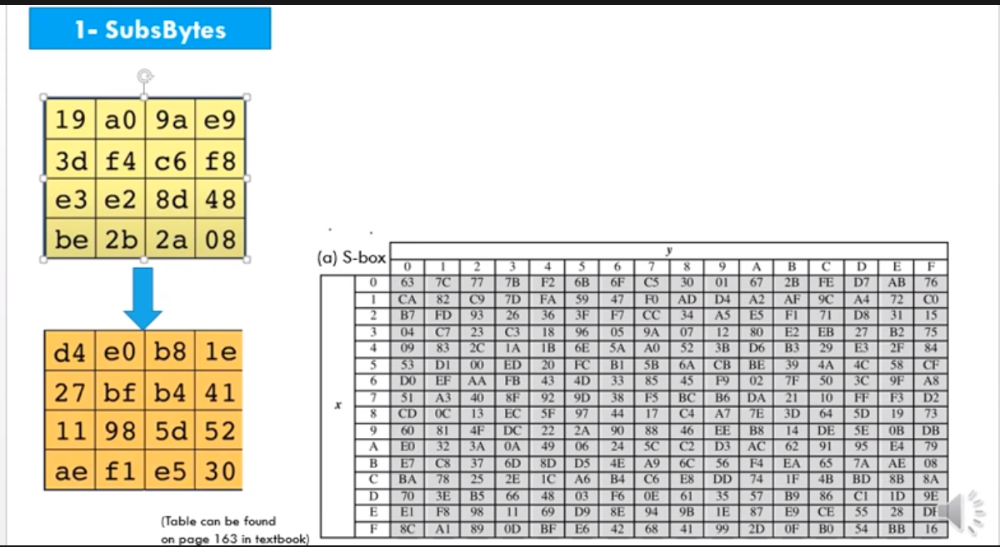 1- SubsBytes
19 a0 9a e9
3d f4 c6 f8
e3 e2 8d 48
be 2b 2a 08
d4 e0 b8 1e
27 bf b4 41
11 98 5d 52
ae f1 e5 30
(Table can be found
on page 163 in textbook)
(a) S-box
y
0 1 2 3 4 5 6 7 8 9 A B C D E F
x
0 63 7C 77 7B F2 6B 6F C5 30 01 67 2B FE D7 AB 76
1 CA 82 C9 7D FA 59 47 F0 AD D4 A2 AF 9C A4 72 C0
2 B7 FD 93 26 36 3F F7 CC 34 A5 E5 F1 71 D8 31 15
3 04 C7 23 C3 18 96 05 9A 07 12 80 E2 EB 27 B2 75
4 09 83 2C 1A 1B 6E 5A A0 52 3B D6 B3 29 E3 2F 84
5 53 D1 00 ED 20 FC B1 5B 6A CB BE 39 4A 4C 58 CF
6 D0 EF AA FB 43 4D 33 85 45 F9 02 7F 50 3C 9F A8
7 51 A3 40 8F 92 9D 38 F5 BC B6 DA 21 10 FF F3 D2
8 CD 0C 13 EC 5F 97 44 17 C4 A7 7E 3D 64 5D 19 73
9 60 81 4F DC 22 2A 90 88 46 EE B8 14 DE 5E 0B DB
A E0 32 3A 0A 49 06 24 5C C2 D3 AC 62 91 95 E4 79
B E7 C8 37 6D 8D D5 4E A9 6C 56 F4 EA 65 7A AE 08
C BA 78 25 2E 1C A6 B4 C6 E8 DD 74 1F 4B BD 8B 8A
D 70 3E B5 66 48 03 F6 0E 61 35 57 B9 86 C1 1D 9E
E E1 F8 98 11 69 D9 8E 94 9B 1E 87 E9 CE 55 28 DF
F 8C A1 89 0D BF E6 42 68 41 99 2D 0F B0 54 BB 16